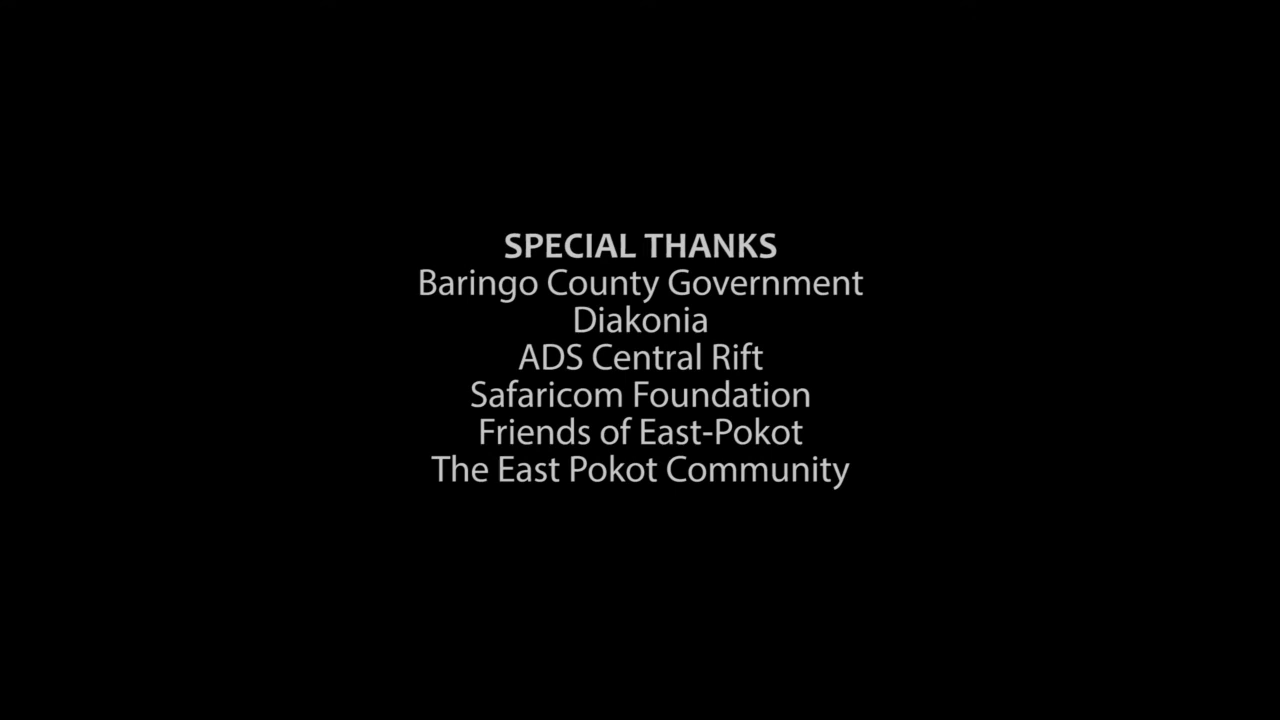 SPECIAL THANKS
Baringo County Government
Diakonia
ADS Central Rift
Safaricom Foundation
Friends of East-Pokot
The East Pokot Community